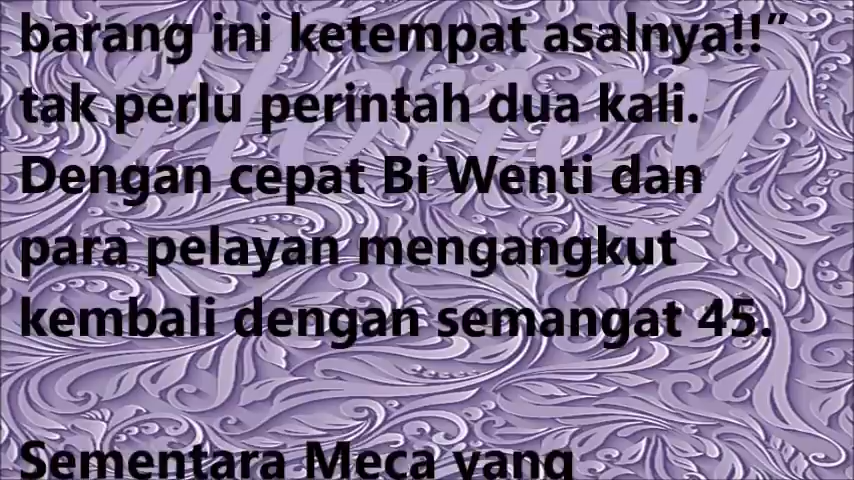 barang ini ketempat asalnya!!”
tak perlu perintah dua kali.
Dengan cepat Bi Wenti dan
para pelayan mengangkut
kembali dengan semangat 45.
Sementara Meca yang